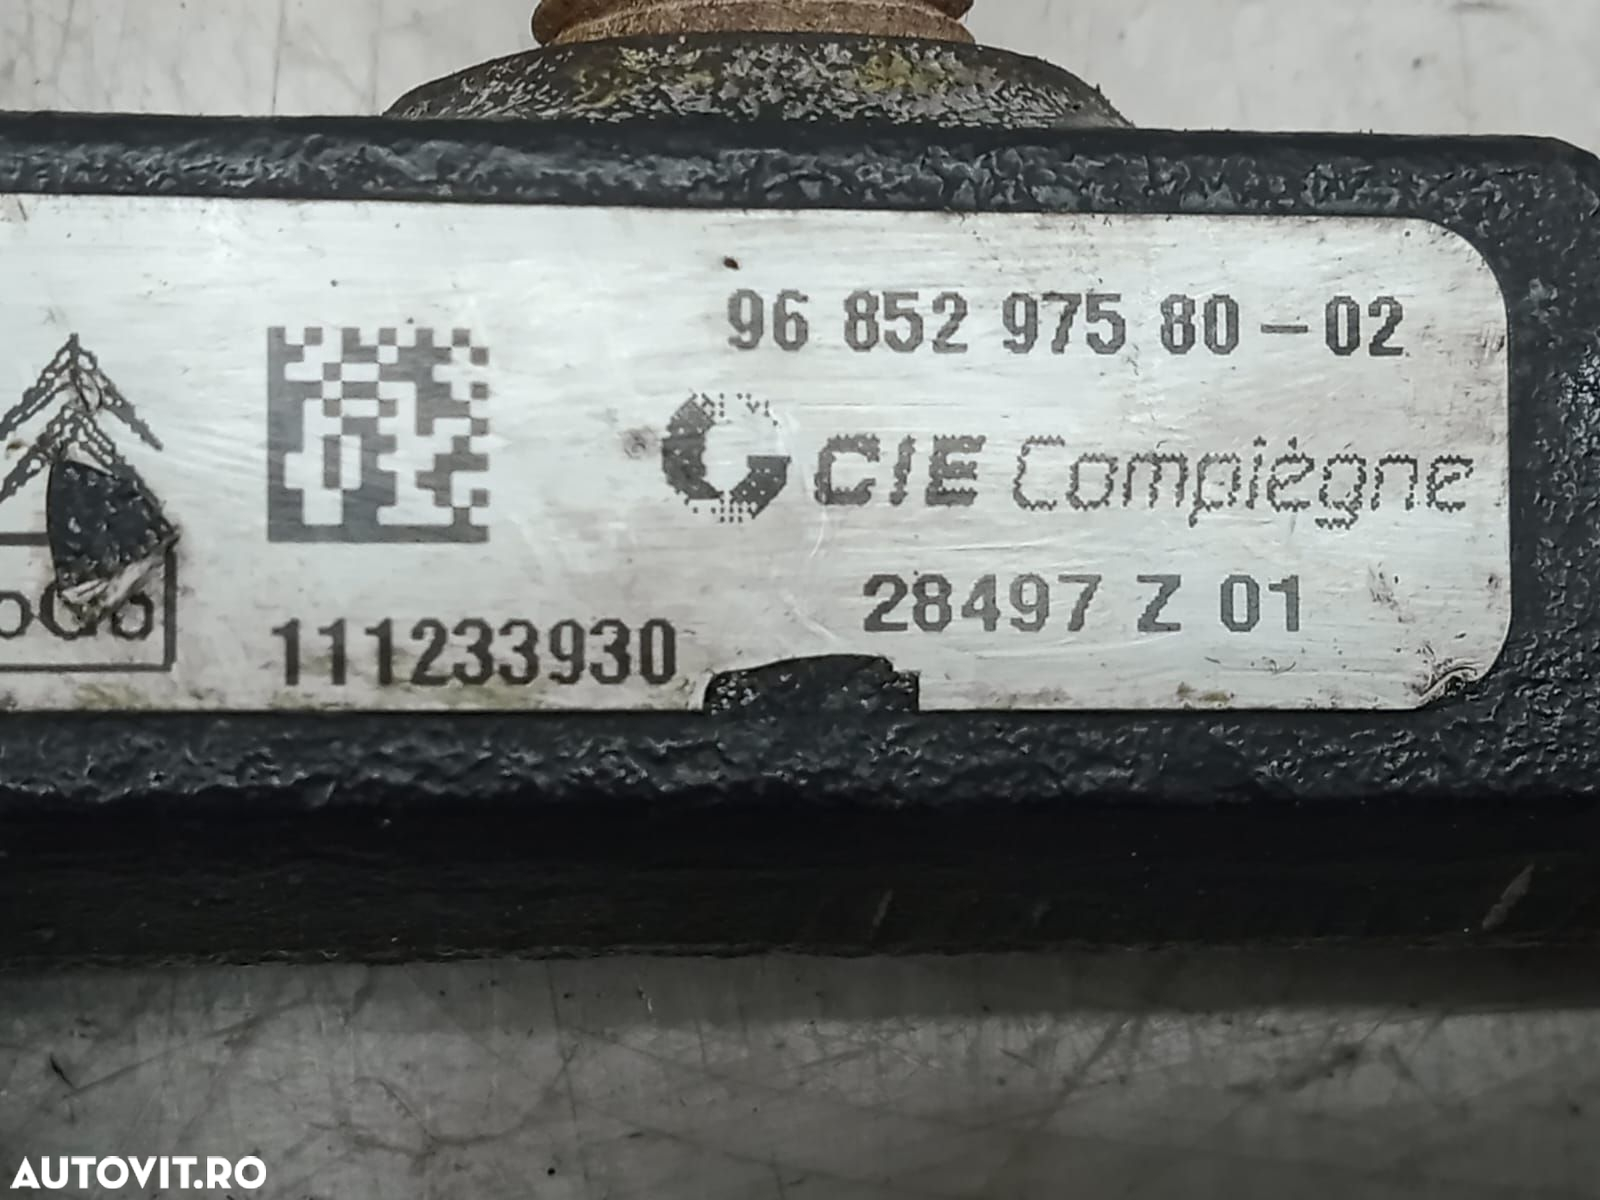 96 852 975 80-02
CIE Compiègne
28497 Z 01
111233930
AUTOVIT.RO